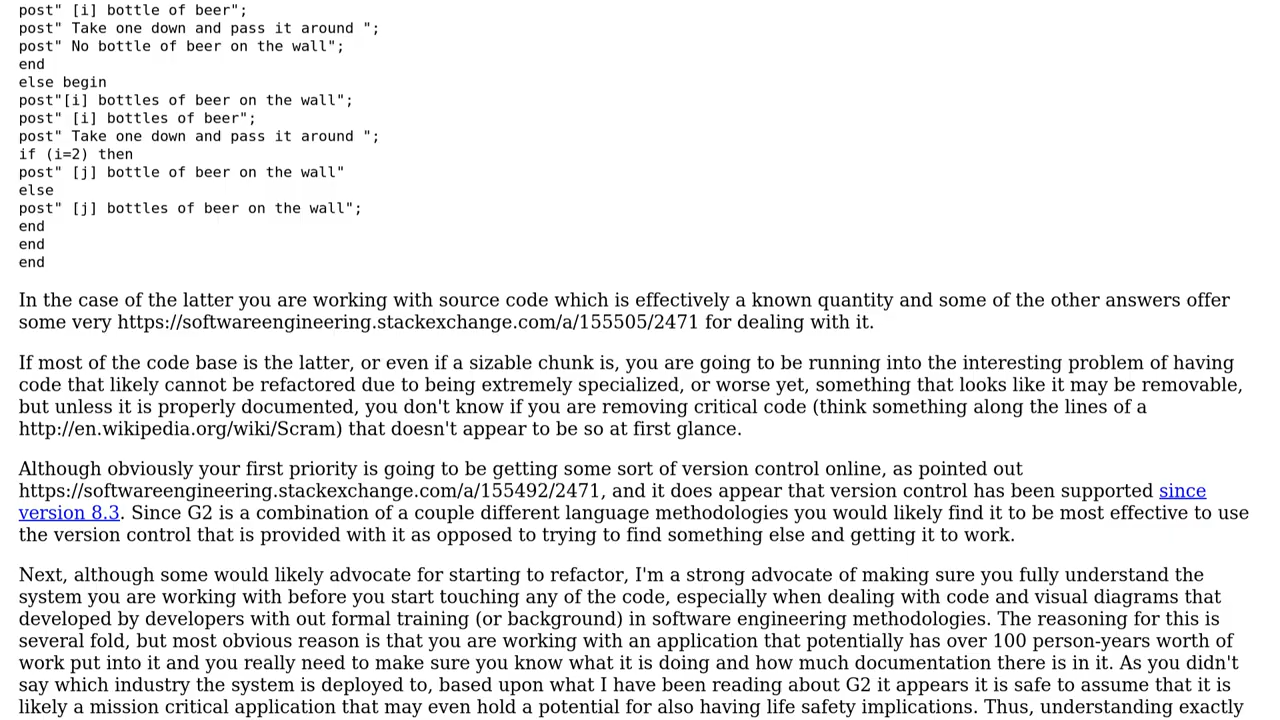 post" [i] bottle of beer";
post" Take one down and pass it around ";
post" No bottle of beer on the wall";
end
else begin
post"[i] bottles of beer on the wall";
post" [i] bottles of beer";
post" Take one down and pass it around ";
if (i=2) then
post" [j] bottle of beer on the wall"
else
post" [j] bottles of beer on the wall";
end
end
end
In the case of the latter you are working with source code which is effectively a known quantity and some of the other answers offer
some very https://softwareengineering.stackexchange.com/a/155505/2471 for dealing with it.
If most of the code base is the latter, or even if a sizable chunk is, you are going to be running into the interesting problem of having
code that likely cannot be refactored due to being extremely specialized, or worse yet, something that looks like it may be removable,
but unless it is properly documented, you don't know if you are removing critical code (think something along the lines of a
http://en.wikipedia.org/wiki/Scram) that doesn't appear to be so at first glance.
Although obviously your first priority is going to be getting some sort of version control online, as pointed out
https://softwareengineering.stackexchange.com/a/155492/2471, and it does appear that version control has been supported since
version 8.3. Since G2 is a combination of a couple different language methodologies you would likely find it to be most effective to use
the version control that is provided with it as opposed to trying to find something else and getting it to work.
Next, although some would likely advocate for starting to refactor, I'm a strong advocate of making sure you fully understand the
system you are working with before you start touching any of the code, especially when dealing with code and visual diagrams that
developed by developers with out formal training (or background) in software engineering methodologies. The reasoning for this is
several fold, but most obvious reason is that you are working with an application that potentially has over 100 person-years worth of
work put into it and you really need to make sure you know what it is doing and how much documentation there is in it. As you didn't
say which industry the system is deployed to, based upon what I have been reading about G2 it appears it is safe to assume that it is
likely a mission critical application that may even hold a potential for also having life safety implications. Thus, understanding exactly